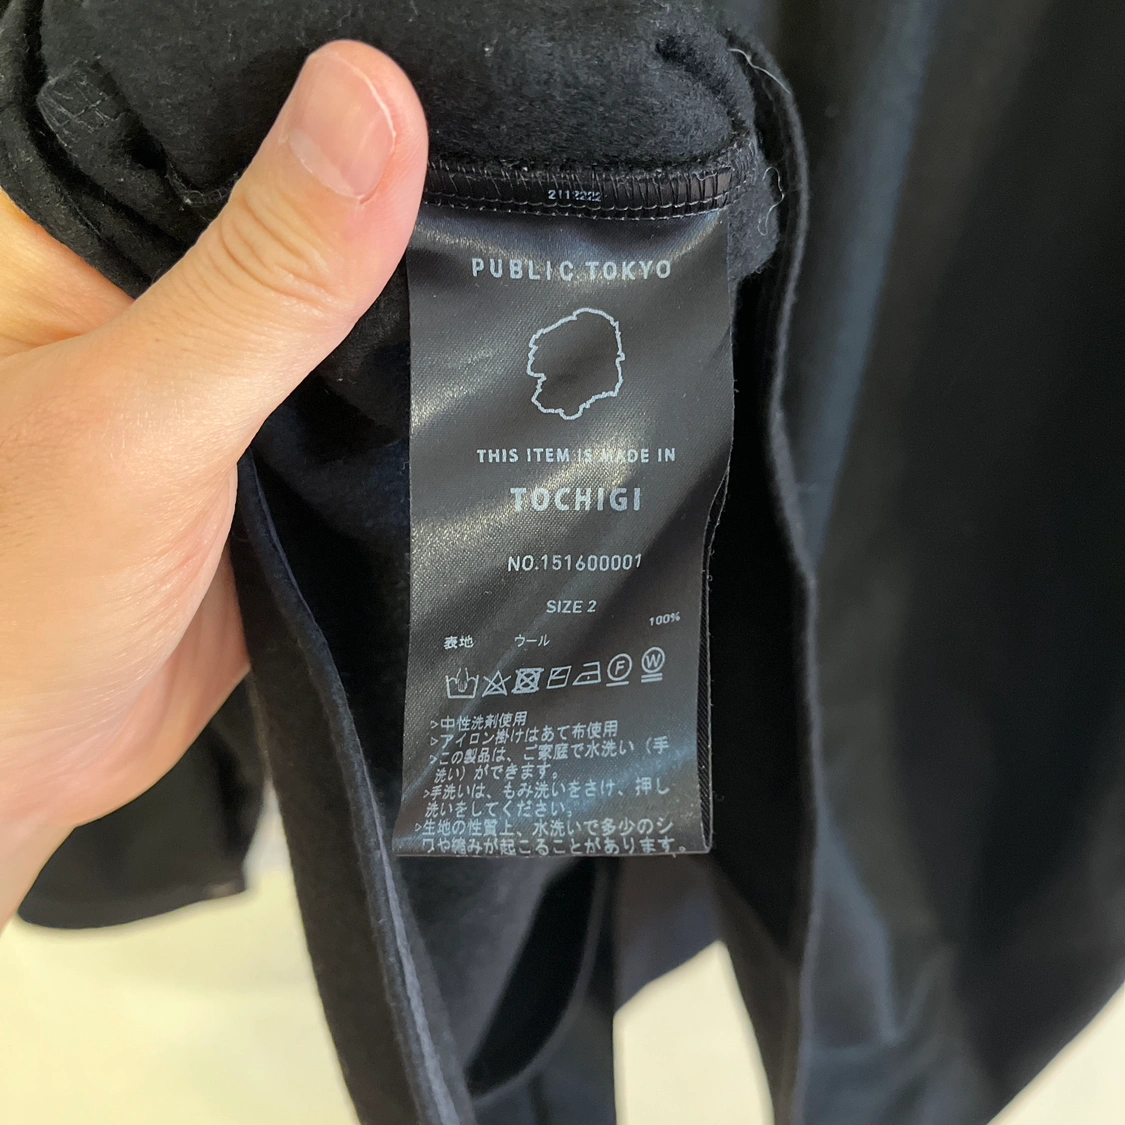 PUBLIC TOKYO
THIS ITEM IS MADE IN
TOCHIGI
NO.151600001
SIZE 2
表地 ウール 100%
F W
>中性洗剤使用
>アイロン掛けはあて布使用
>この製品は、ご家庭で水洗い（手
洗い）ができます。
>手洗いは、もみ洗いをさけ、押し
洗いをしてください。
>生地の性質上、水洗いで多少のシ
ワや縮みが起こることがあります。